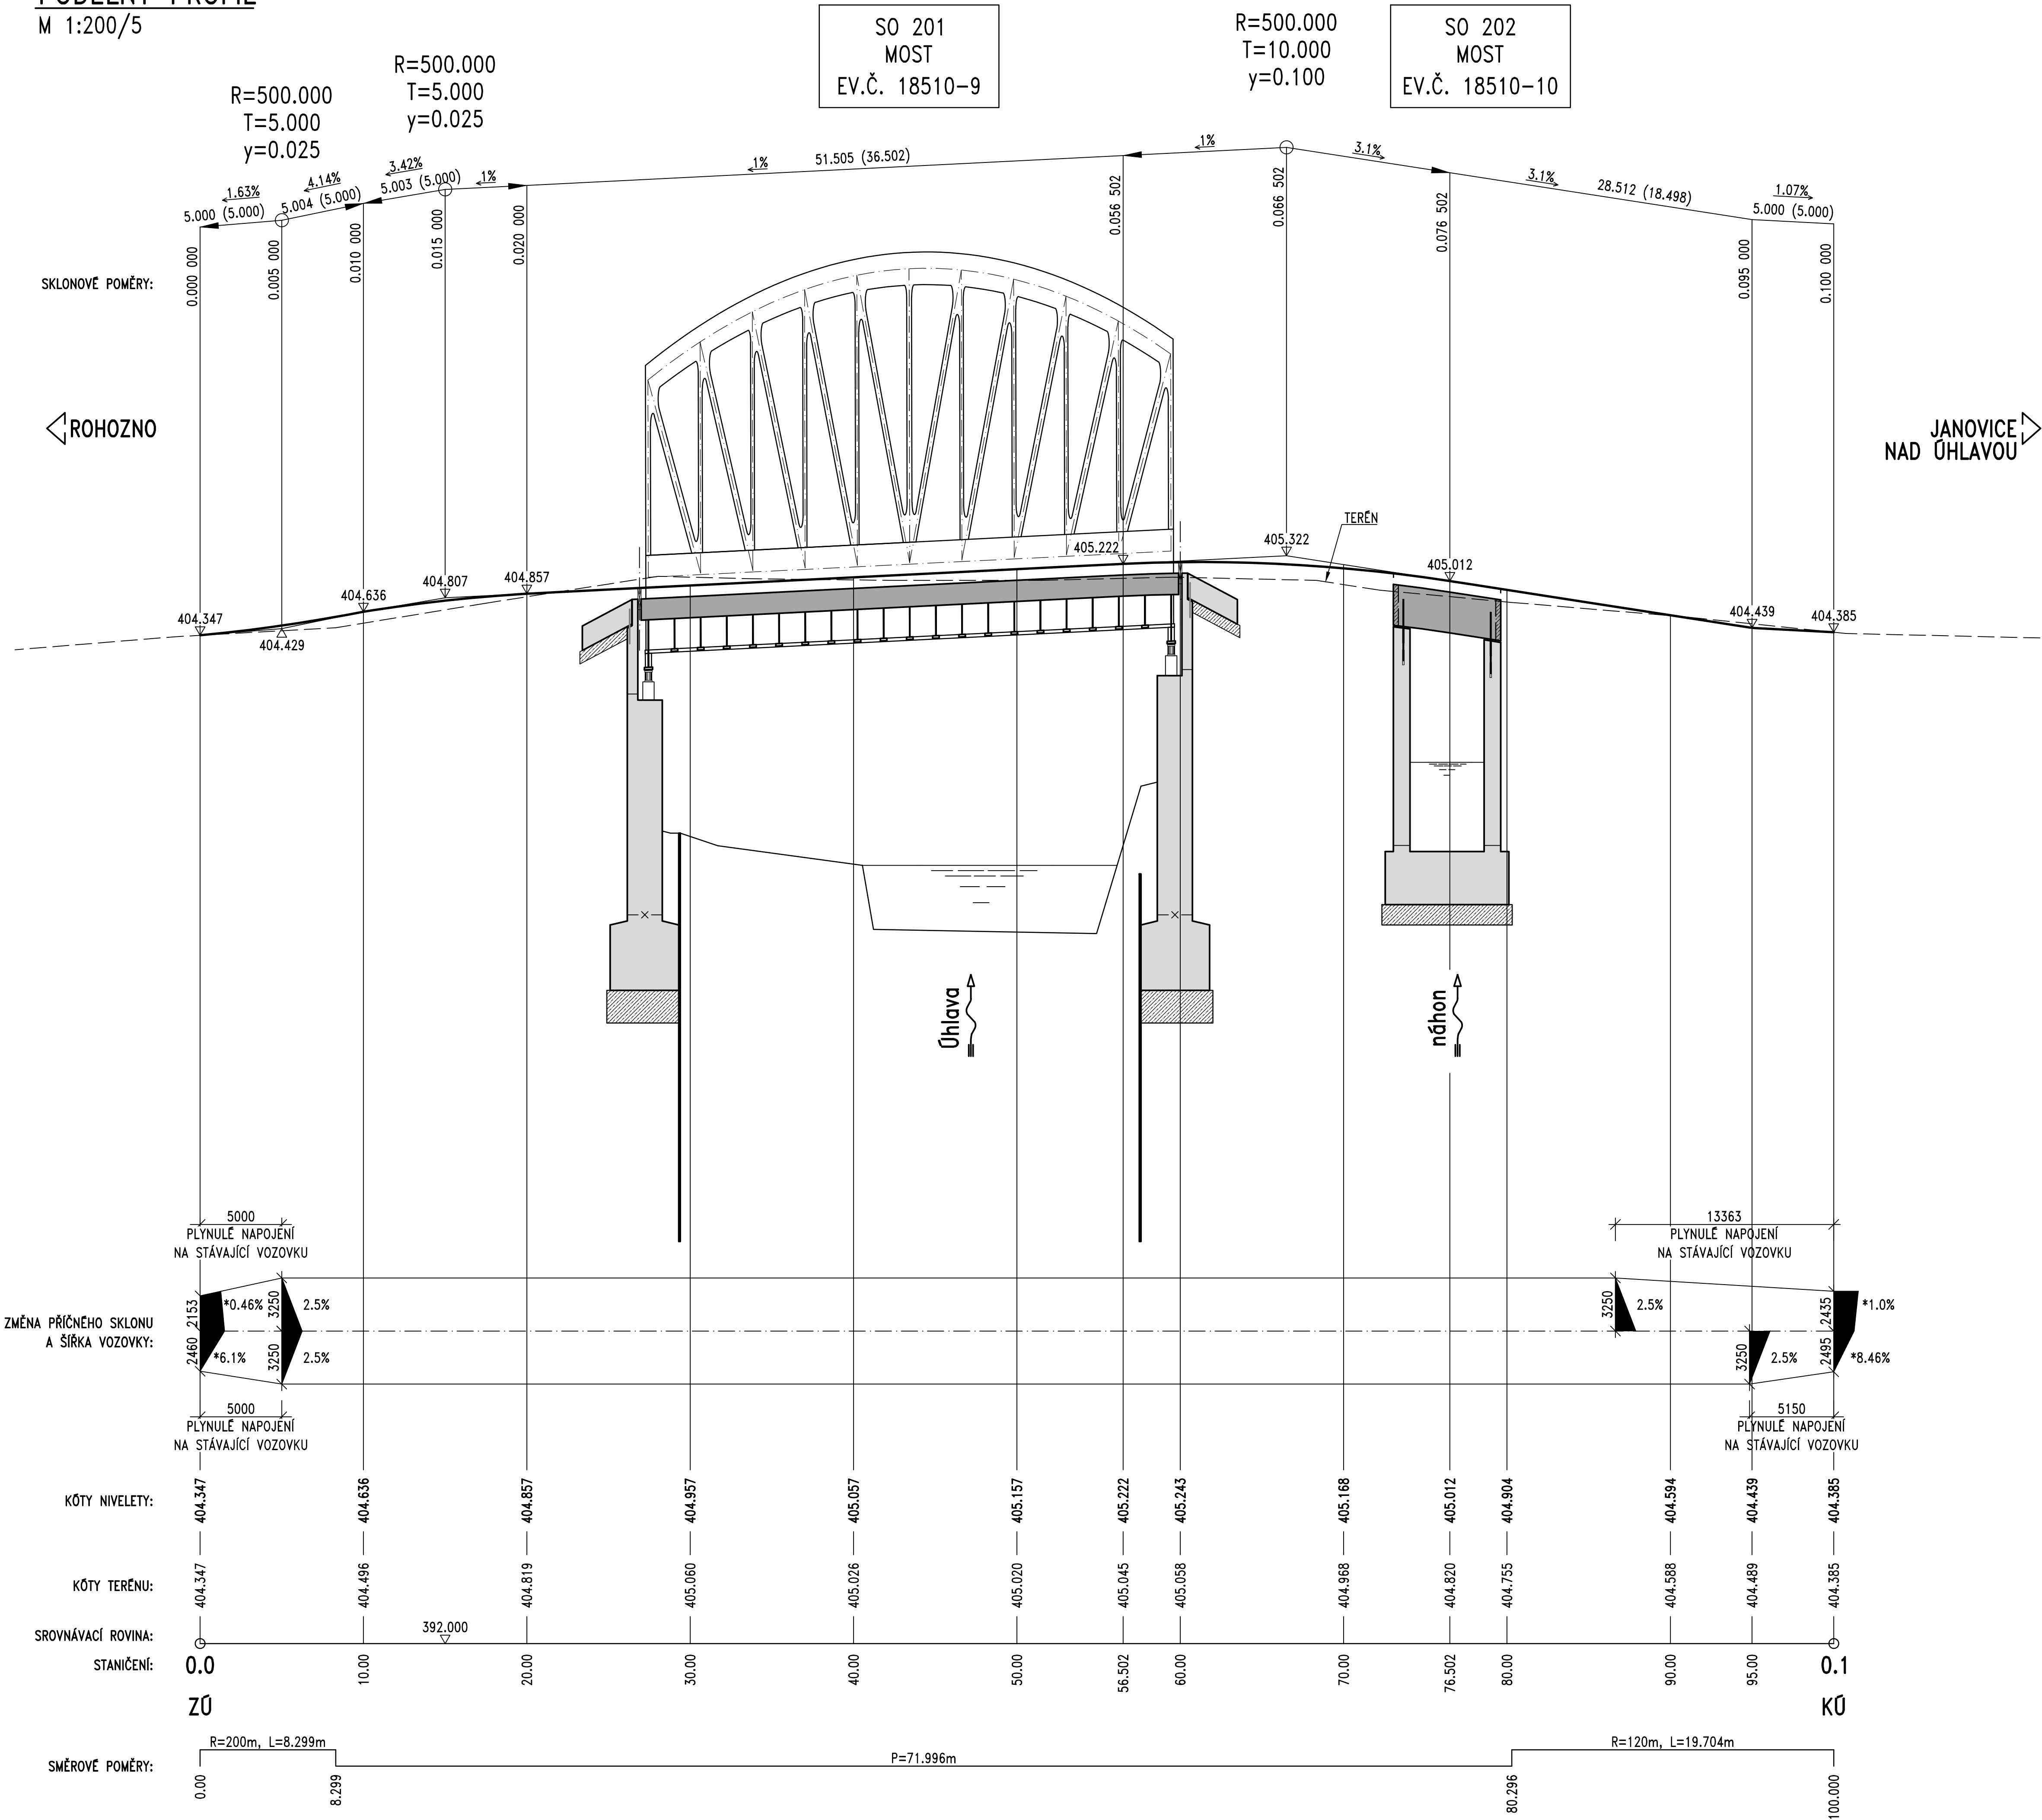 M 1:200/5
SO 201
MOST
EV.Č. 18510-9
R=500.000
T=10.000
y=0.100
SO 202
MOST
EV.Č. 18510-10
R=500.000
T=5.000
y=0.025
R=500.000
T=5.000
y=0.025
1.63%
5.000 (5.000)
4.14%
5.004 (5.000)
3.42%
5.003 (5.000)
1%
1%
51.505 (36.502)
1%
3.1%
3.1%
28.512 (18.498)
1.07%
5.000 (5.000)
SKLONOVÉ POMĚRY:
0.000 000
0.005 000
0.010 000
0.015 000
0.020 000
0.056 502
0.066 502
0.076 502
0.095 000
0.100 000
ROHOZNO
JANOVICE
NAD ÚHLAVOU
TERÉN
404.347
404.429
404.636
404.807
404.857
405.222
405.322
405.012
404.439
404.385
Úhlava
náhon
5000
PLYNULÉ NAPOJENÍ
NA STÁVAJÍCÍ VOZOVKU
13363
PLYNULÉ NAPOJENÍ
NA STÁVAJÍCÍ VOZOVKU
ZMĚNA PŘÍČNÉHO SKLONU
A ŠÍŘKA VOZOVKY:
2153
*0.46%
2460
*6.1%
3250
2.5%
3250
2.5%
3250
2.5%
3250
2.5%
2435
*1.0%
2495
*8.46%
5000
PLYNULÉ NAPOJENÍ
NA STÁVAJÍCÍ VOZOVKU
5150
PLYNULÉ NAPOJENÍ
NA STÁVAJÍCÍ VOZOVKU
KÓTY NIVELETY:
404.347
404.636
404.857
404.957
405.057
405.157
405.222
405.243
405.168
405.012
404.904
404.594
404.439
404.385
KÓTY TERÉNU:
404.347
404.496
404.819
405.060
405.026
405.020
405.045
405.058
404.968
404.820
404.755
404.588
404.489
404.385
SROVNÁVACÍ ROVINA:
392.000
STANIČENÍ:
0.0
10.00
20.00
30.00
40.00
50.00
56.502
60.00
70.00
76.502
80.00
90.00
95.00
0.1
ZÚ
KÚ
SMĚROVÉ POMĚRY:
R=200m, L=8.299m
P=71.996m
R=120m, L=19.704m
0.00
8.299
80.296
100.000